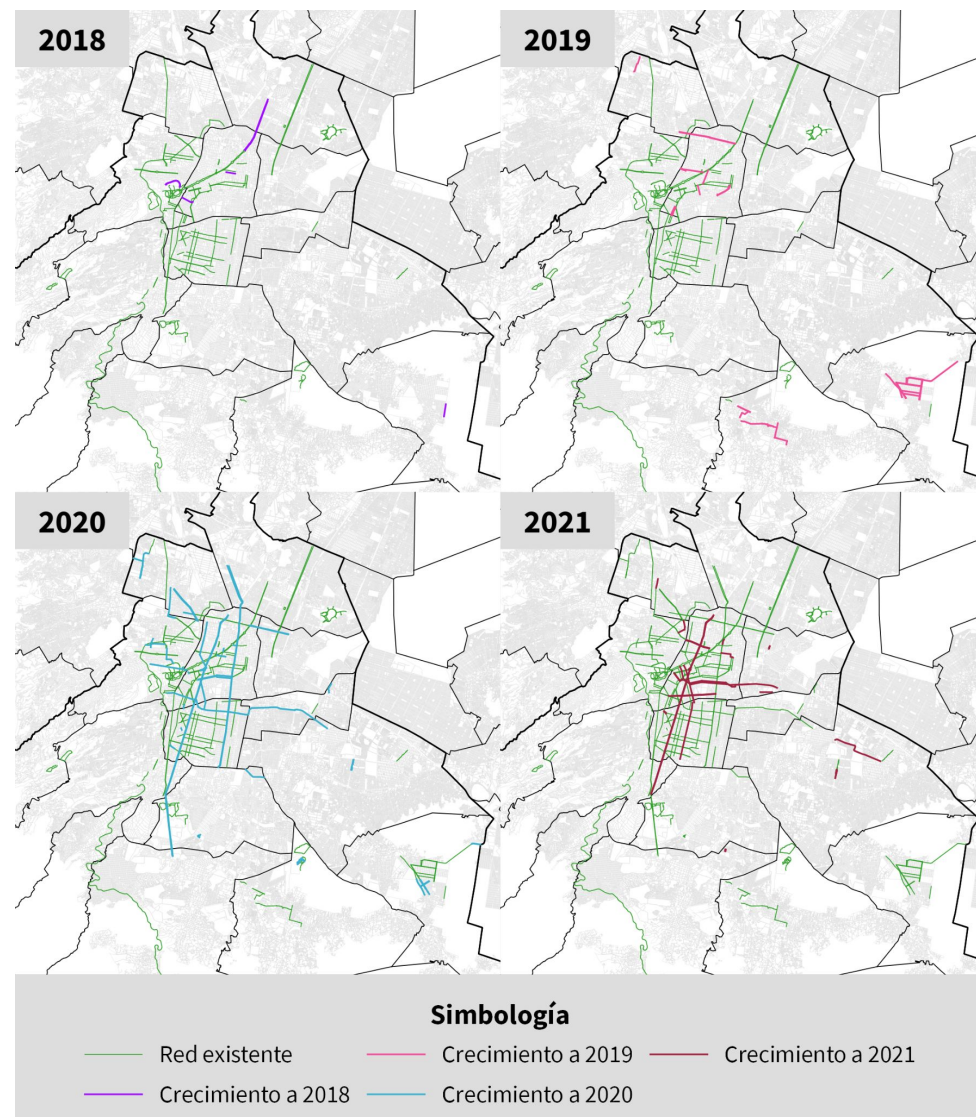 2018
2019
2020
2021
Simbología
Red existente
Crecimiento a 2019
Crecimiento a 2021
Crecimiento a 2018
Crecimiento a 2020